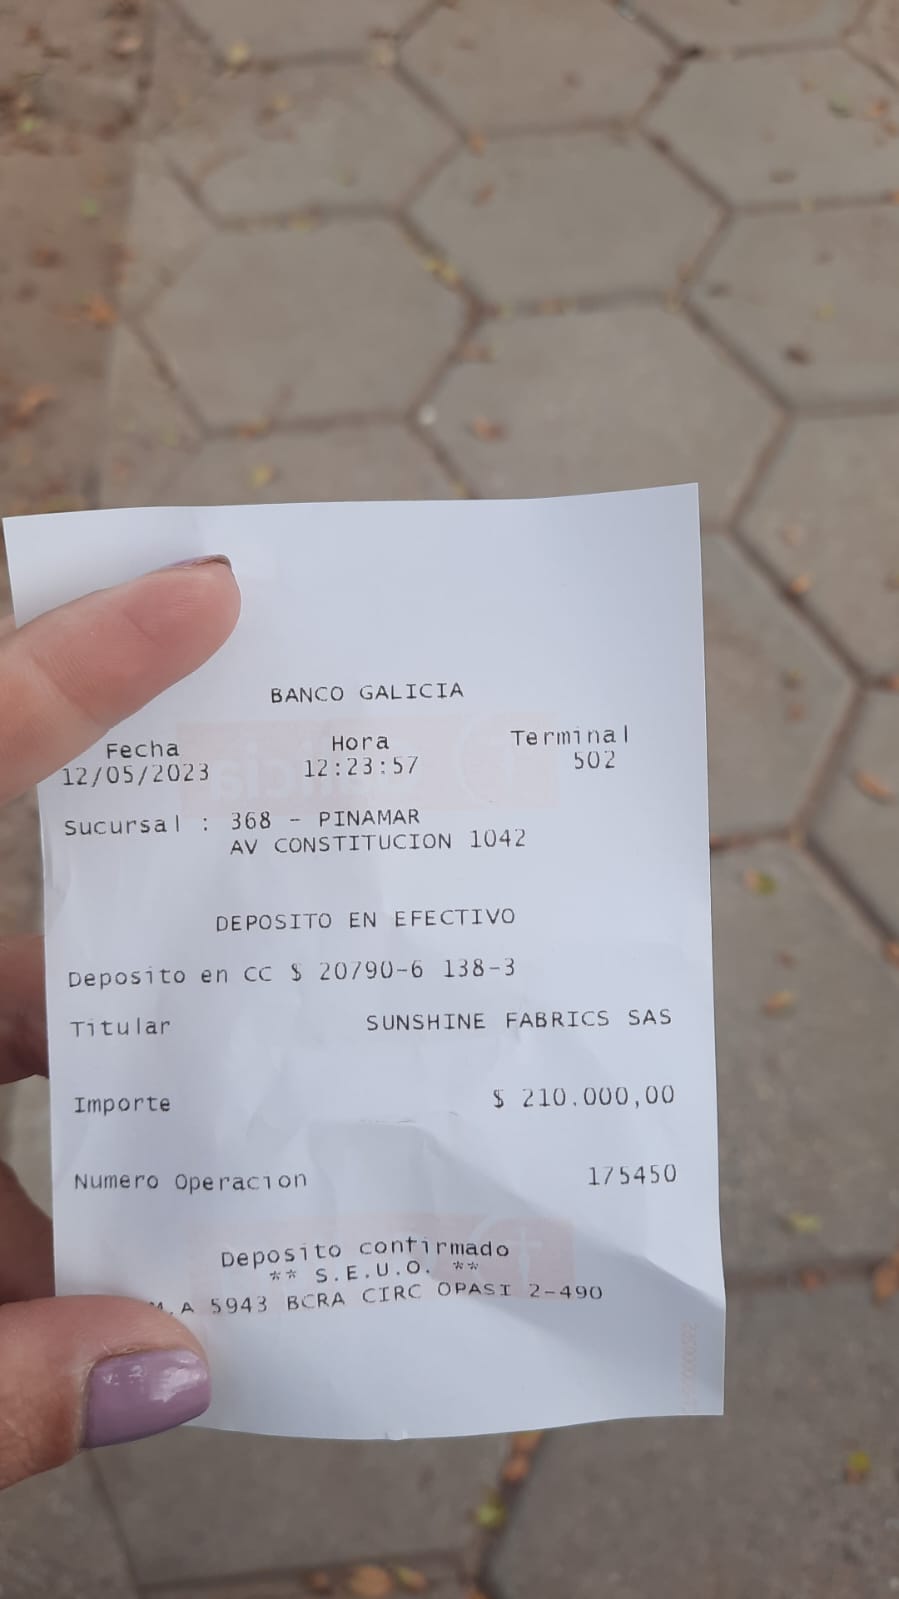 BANCO GALICIA
Fecha Hora Terminal
12/05/2023 12:23:57 502
Sucursal : 368 - PINAMAR
AV CONSTITUCION 1042
DEPOSITO EN EFECTIVO
Deposito en CC $ 20790-6 138-3
Titular SUNSHINE FABRICS SAS
Importe $ 210.000,00
Numero Operacion 175450
Deposito confirmado
** S.E.U.O. **
A 5943 BCRA CIRC OPASI 2-490